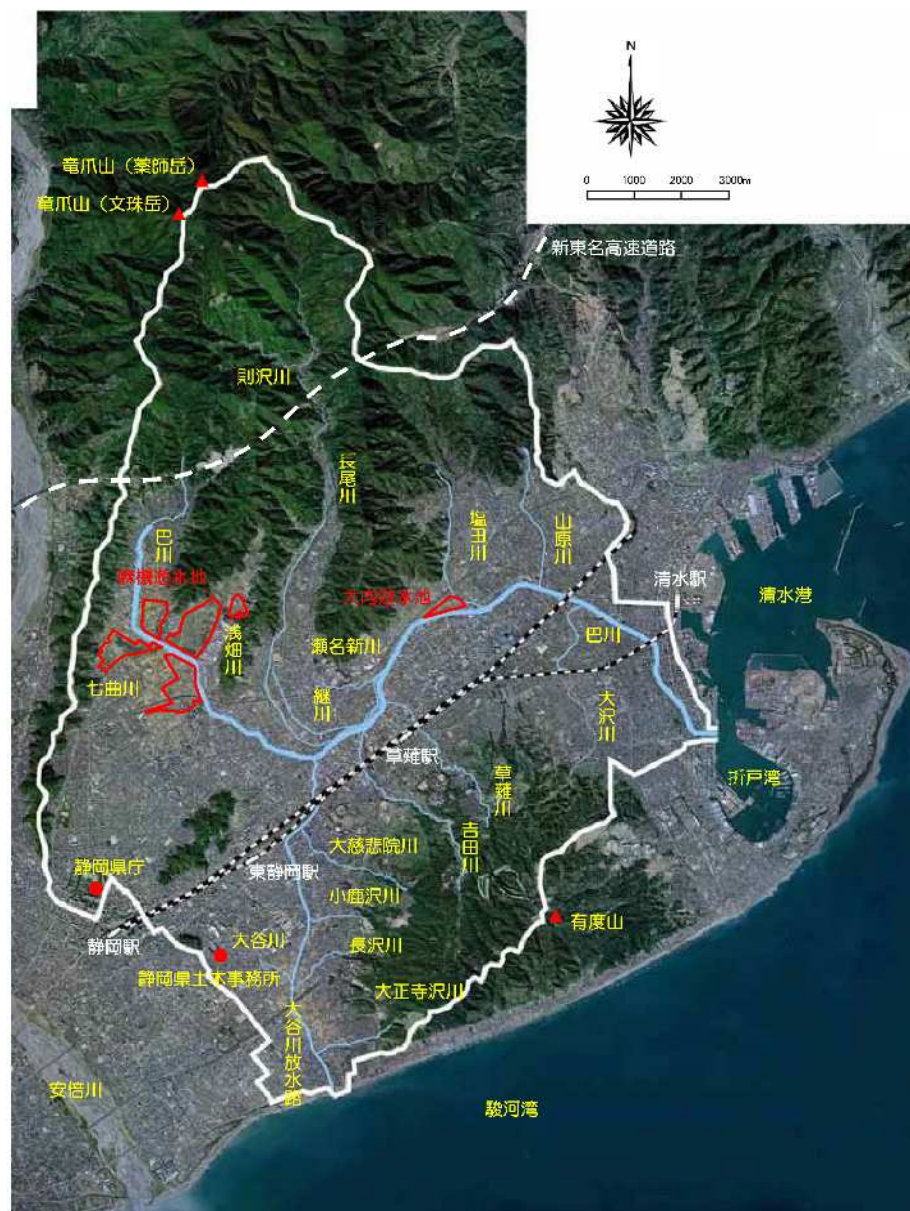 N
0 1000 2000 3000m
竜爪山（薬師岳）
竜爪山（文珠岳）
新東名高速道路
則沢川
長尾川
塩田川
山原川
巴川
麻機遊水地
大内遊水地
清水駅
清水港
浅畑川
瀬名新川
巴川
七曲川
継川
大沢川
草薙駅
草薙川
折戸湾
吉田川
大慈悲院川
静岡県庁
東静岡駅
小鹿沢川
有度山
静岡駅
大谷川
長沢川
静岡県土木事務所
大正寺沢川
大谷川放水路
安倍川
駿河湾